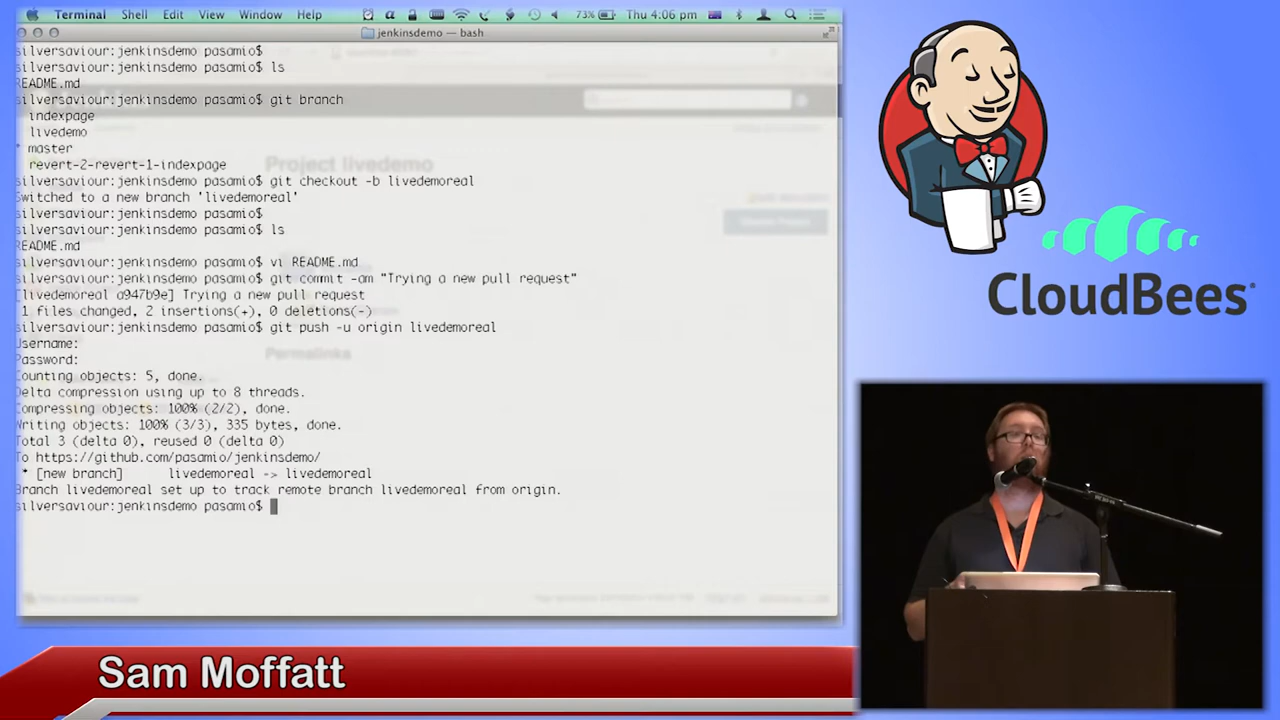 Terminal Shell Edit View Window Help 73% Thu 4:06 pm
jenkinsdemo — bash
silversaviour:jenkinsdemo pasamio$
silversaviour:jenkinsdemo pasamio$ ls
README.md
silversaviour:jenkinsdemo pasamio$ git branch
indexpage
livedemo
* master
revert-2-revert-1-indexpage
silversaviour:jenkinsdemo pasamio$ git checkout -b livedemoreal
Switched to a new branch 'livedemoreal'
silversaviour:jenkinsdemo pasamio$
silversaviour:jenkinsdemo pasamio$ ls
README.md
silversaviour:jenkinsdemo pasamio$ vi README.md
silversaviour:jenkinsdemo pasamio$ git commit -am "Trying a new pull request"
[livedemoreal a947b9e] Trying a new pull request
1 files changed, 2 insertions(+), 0 deletions(-)
silversaviour:jenkinsdemo pasamio$ git push -u origin livedemoreal
Username:
Password:
Counting objects: 5, done.
Delta compression using up to 8 threads.
Compressing objects: 100% (2/2), done.
Writing objects: 100% (3/3), 335 bytes, done.
Total 3 (delta 0), reused 0 (delta 0)
To https://github.com/pasamio/jenkinsdemo/
* [new branch] livedemoreal -> livedemoreal
Branch livedemoreal set up to track remote branch livedemoreal from origin.
silversaviour:jenkinsdemo pasamio$
Project livedemo
Permalinks
CloudBees
Sam Moffatt